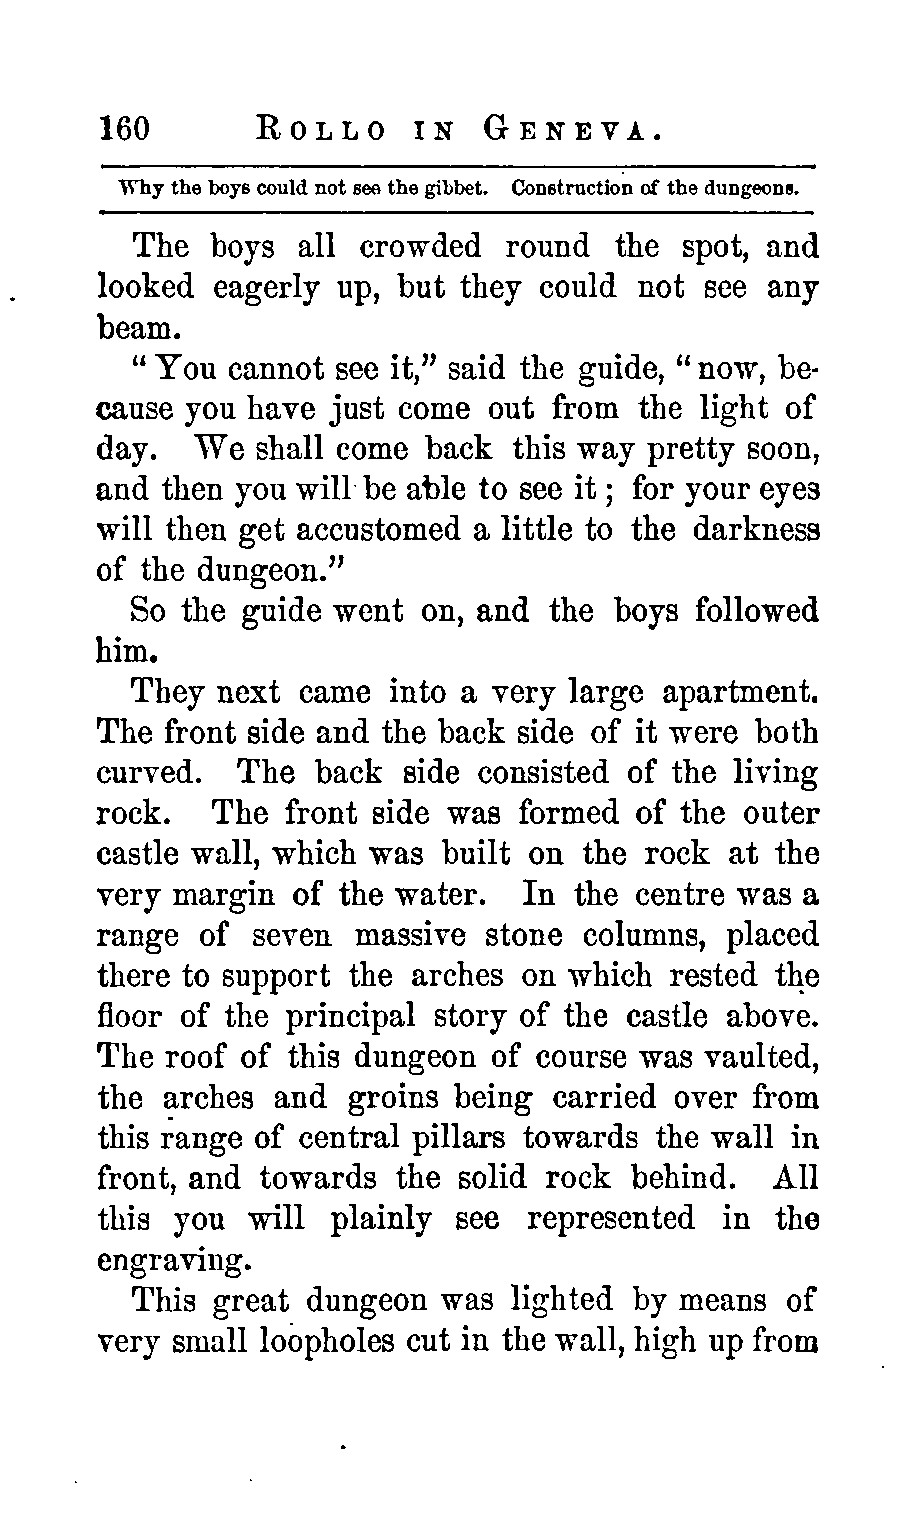 160 ROLLO IN GENEVA.
Why the boys could not see the gibbet. Construction of the dungeons.
The boys all crowded round the spot, and
looked eagerly up, but they could not see any
beam.
“You cannot see it,” said the guide, “now, be-
cause you have just come out from the light of
day. We shall come back this way pretty soon,
and then you will be able to see it; for your eyes
will then get accustomed a little to the darkness
of the dungeon.”
So the guide went on, and the boys followed
him.
They next came into a very large apartment.
The front side and the back side of it were both
curved. The back side consisted of the living
rock. The front side was formed of the outer
castle wall, which was built on the rock at the
very margin of the water. In the centre was a
range of seven massive stone columns, placed
there to support the arches on which rested the
floor of the principal story of the castle above.
The roof of this dungeon of course was vaulted,
the arches and groins being carried over from
this range of central pillars towards the wall in
front, and towards the solid rock behind. All
this you will plainly see represented in the
engraving.
This great dungeon was lighted by means of
very small loopholes cut in the wall, high up from